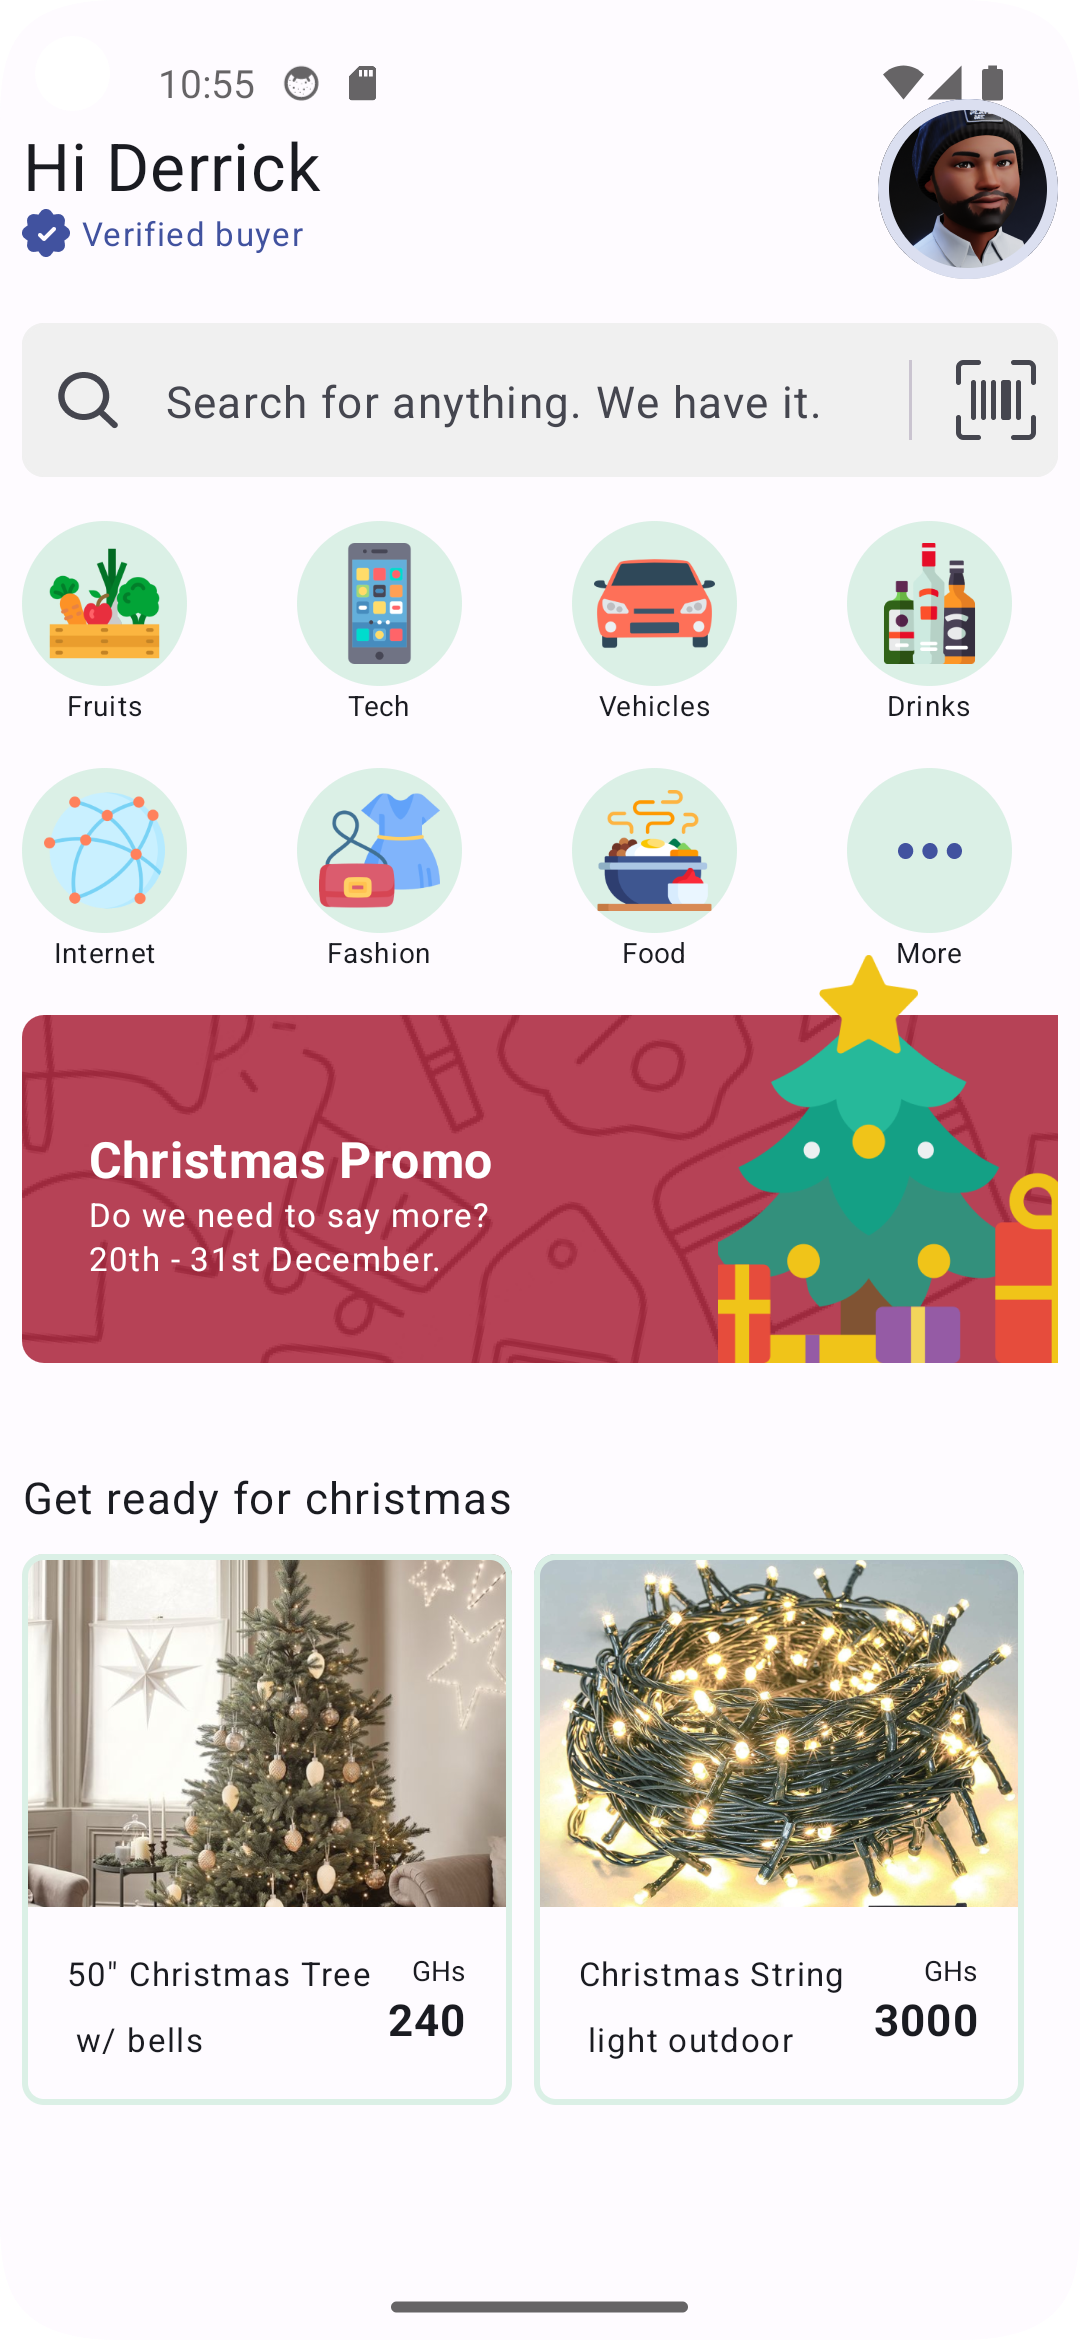 10:55
Hi Derrick
Verified buyer
Search for anything. We have it.
Fruits
Tech
Vehicles
Drinks
Internet
Fashion
Food
More
Christmas Promo
Do we need to say more?
20th - 31st December.
Get ready for christmas
50" Christmas Tree
w/ bells
GHs
240
Christmas String
light outdoor
GHs
3000